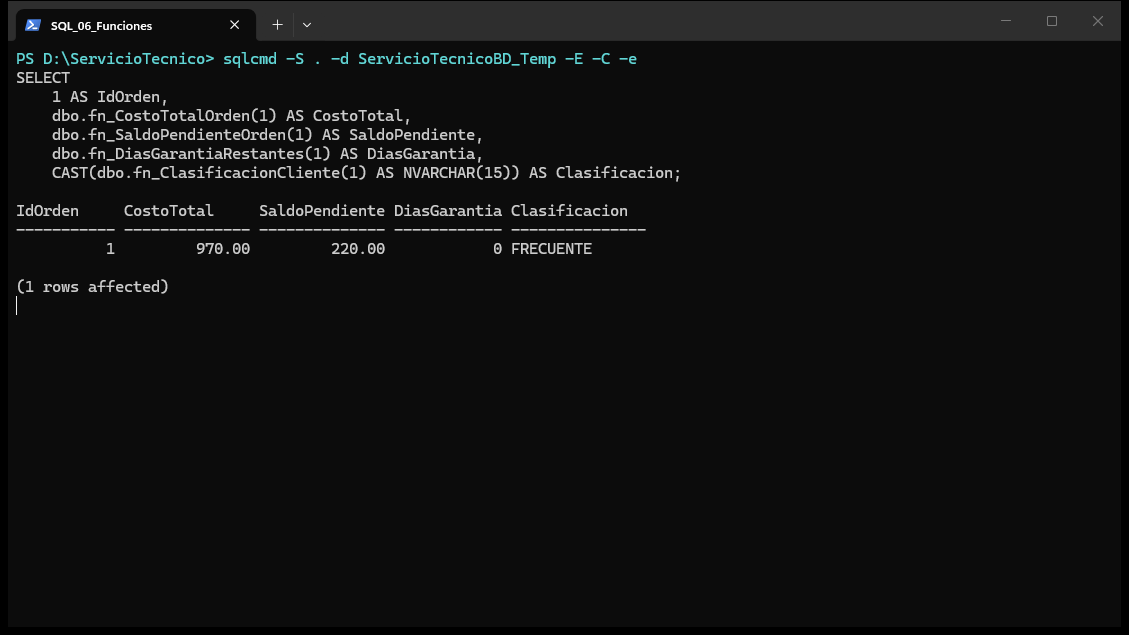 SQL_06_Funciones
PS D:\ServicioTecnico> sqlcmd -S . -d ServicioTecnicoBD_Temp -E -C -e
SELECT
    1 AS IdOrden,
    dbo.fn_CostoTotalOrden(1) AS CostoTotal,
    dbo.fn_SaldoPendienteOrden(1) AS SaldoPendiente,
    dbo.fn_DiasGarantiaRestantes(1) AS DiasGarantia,
    CAST(dbo.fn_ClasificacionCliente(1) AS NVARCHAR(15)) AS Clasificacion;
IdOrden     CostoTotal     SaldoPendiente DiasGarantia Clasificacion
----------- -------------- -------------- ------------ ---------------
          1         970.00         220.00            0 FRECUENTE
(1 rows affected)